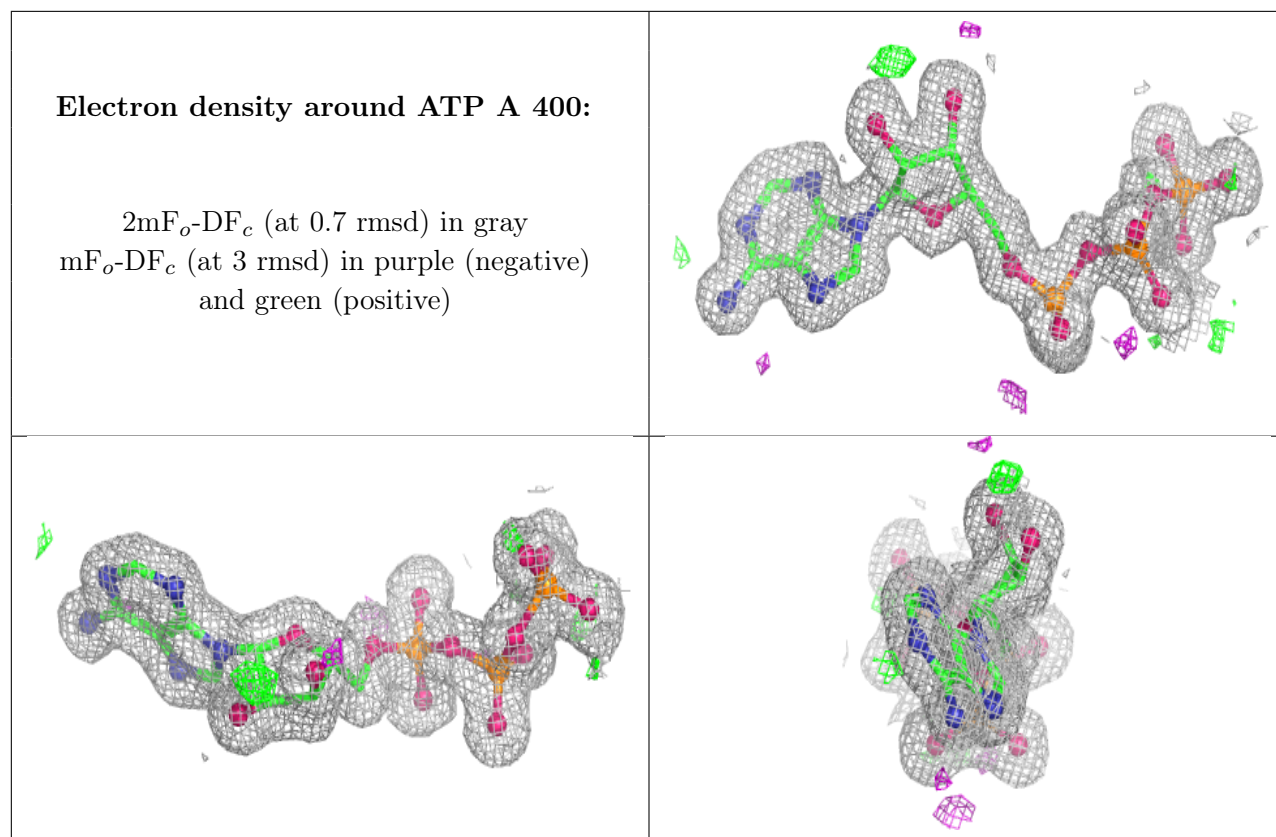 Electron density around ATP A 400:
2mFo-DFc (at 0.7 rmsd) in gray
mFo-DFc (at 3 rmsd) in purple (negative)
and green (positive)